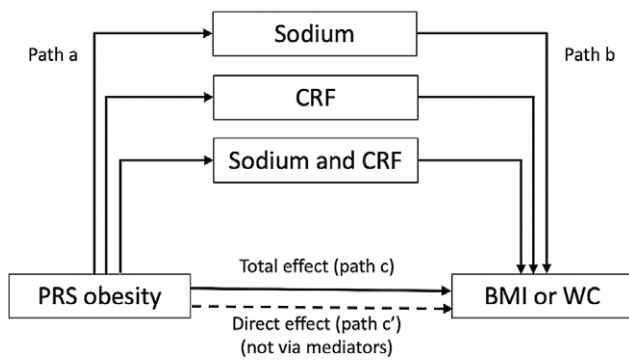 Sodium
Path a
Path b
CRF
Sodium and CRF
Total effect (path c)
PRS obesity
BMI or WC
Direct effect (path c’)
(not via mediators)